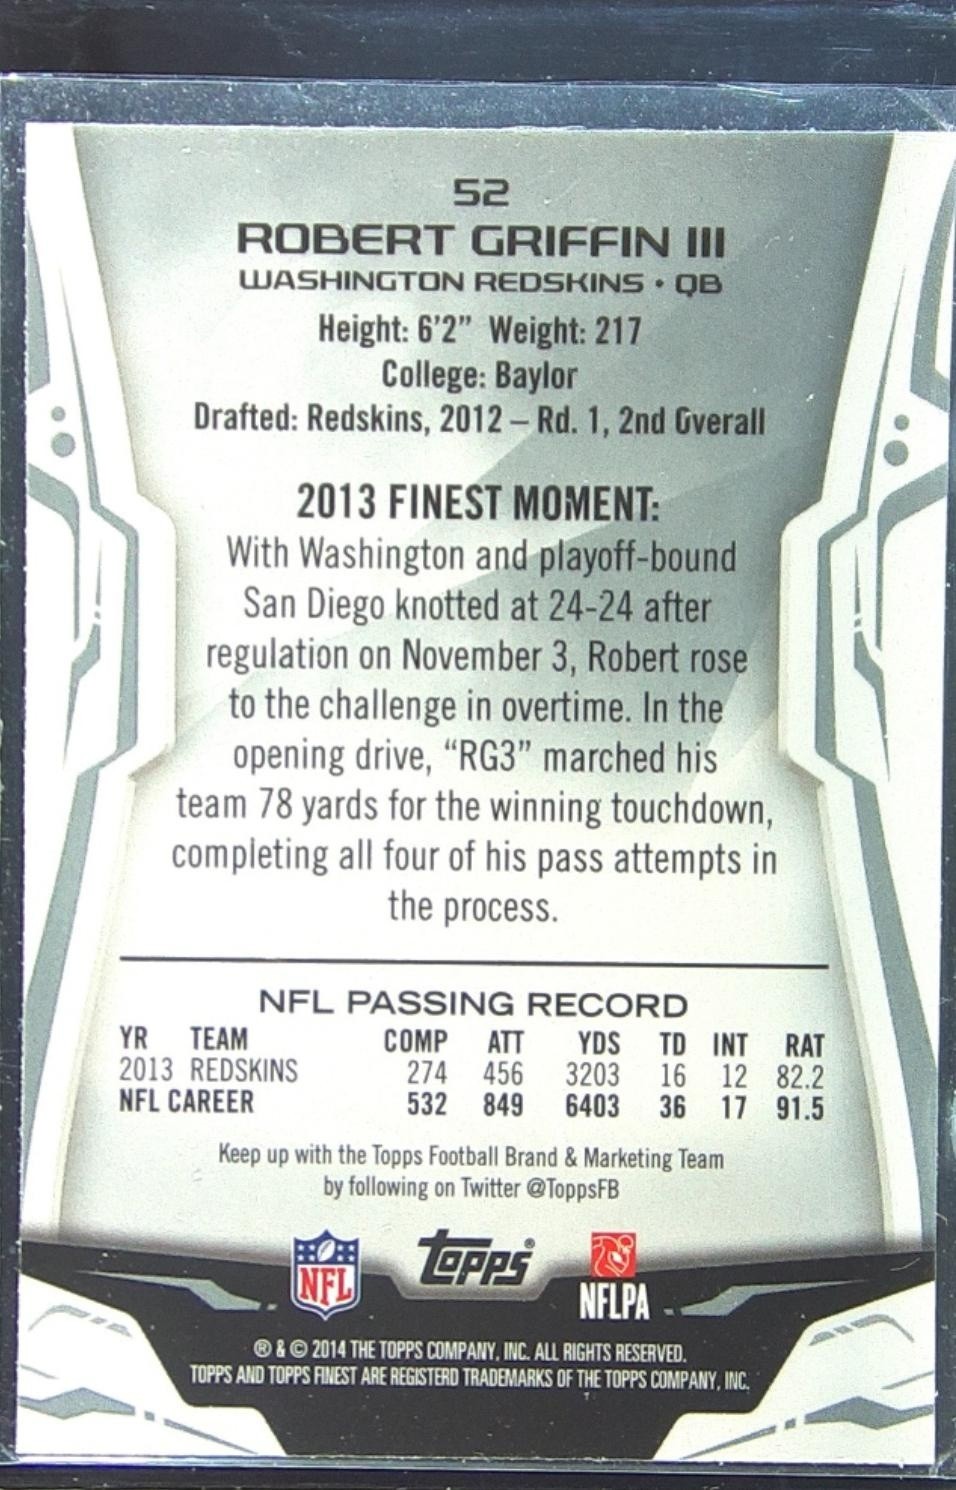 52
ROBERT GRIFFIN III
WASHINGTON REDSKINS • QB
Height: 6'2” Weight: 217
College: Baylor
Drafted: Redskins, 2012 – Rd. 1, 2nd Overall
2013 FINEST MOMENT:
With Washington and playoff-bound
San Diego knotted at 24-24 after
regulation on November 3, Robert rose
to the challenge in overtime. In the
opening drive, “RG3” marched his
team 78 yards for the winning touchdown,
completing all four of his pass attempts in
the process.
NFL PASSING RECORD
YR TEAM COMP ATT YDS TD INT RAT
2013 REDSKINS 274 456 3203 16 12 82.2
NFL CAREER 532 849 6403 36 17 91.5
Keep up with the Topps Football Brand & Marketing Team
by following on Twitter @ToppsFB
NFL topps® NFLPA
® & © 2014 THE TOPPS COMPANY, INC. ALL RIGHTS RESERVED.
TOPPS AND TOPPS FINEST ARE REGISTERD TRADEMARKS OF THE TOPPS COMPANY, INC.